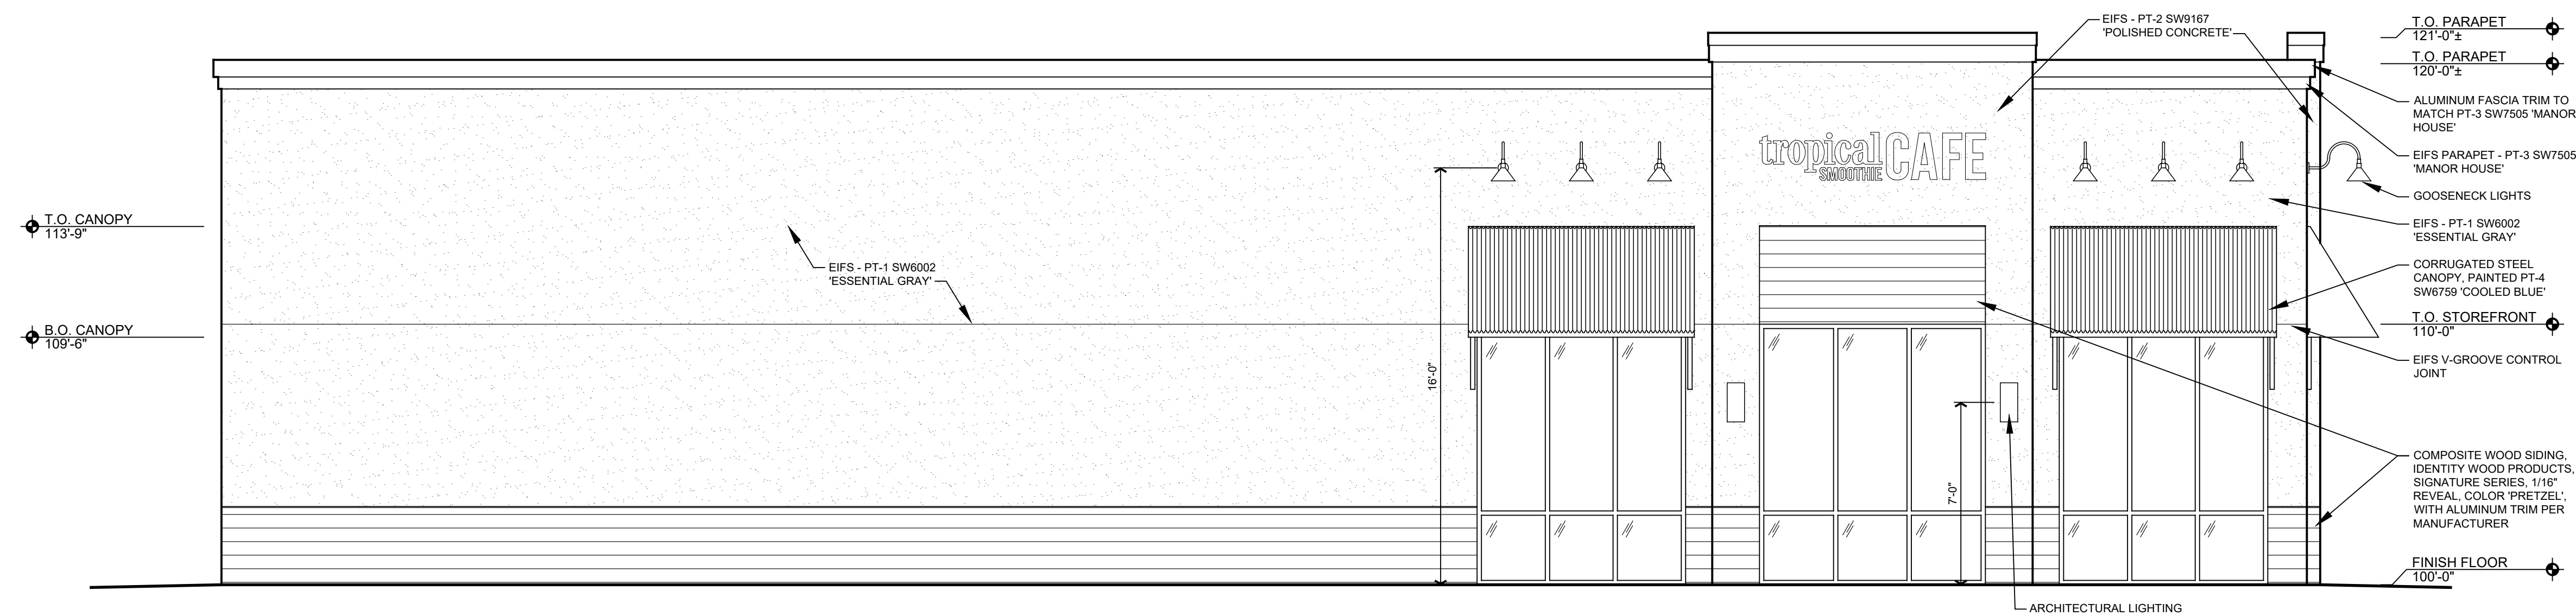 EIFS - PT-2 SW9167
'POLISHED CONCRETE'
T.O. PARAPET
121'-0"±
T.O. PARAPET
120'-0"±
ALUMINUM FASCIA TRIM TO
MATCH PT-3 SW7505 'MANOR
HOUSE'
EIFS PARAPET - PT-3 SW7505
'MANOR HOUSE'
GOOSENECK LIGHTS
EIFS - PT-1 SW6002
'ESSENTIAL GRAY'
CORRUGATED STEEL
CANOPY, PAINTED PT-4
SW6759 'COOLED BLUE'
T.O. STOREFRONT
110'-0"
EIFS V-GROOVE CONTROL
JOINT
COMPOSITE WOOD SIDING,
IDENTITY WOOD PRODUCTS,
SIGNATURE SERIES, 1/16"
REVEAL, COLOR 'PRETZEL',
WITH ALUMINUM TRIM PER
MANUFACTURER
FINISH FLOOR
100'-0"
ARCHITECTURAL LIGHTING
tropical CAFE
SMOOTHIE
T.O. CANOPY
113'-9"
EIFS - PT-1 SW6002
'ESSENTIAL GRAY'
B.O. CANOPY
109'-6"
16'-0"
7'-0"